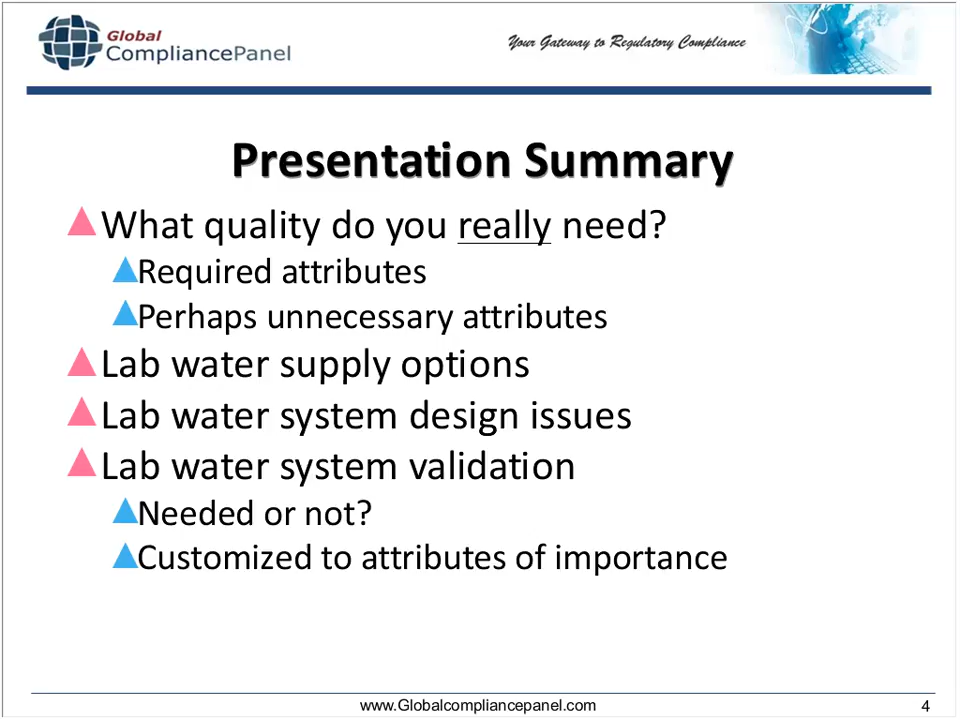 Global
CompliancePanel
Your Gateway to Regulatory Compliance
Presentation Summary
What quality do you really need?
Required attributes
Perhaps unnecessary attributes
Lab water supply options
Lab water system design issues
Lab water system validation
Needed or not?
Customized to attributes of importance
www.Globalcompliancepanel.com
4